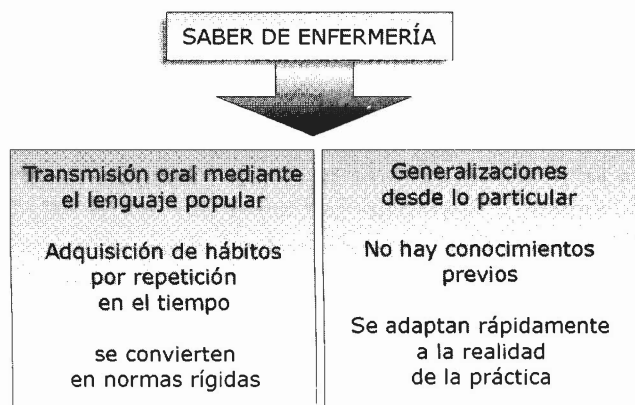 SABER DE ENFERMERÍA
Transmisión oral mediante
el lenguaje popular
Adquisición de hábitos
por repetición
en el tiempo
se convierten
en normas rígidas
Generalizaciones
desde lo particular
No hay conocimientos
previos
Se adaptan rápidamente
a la realidad
de la práctica